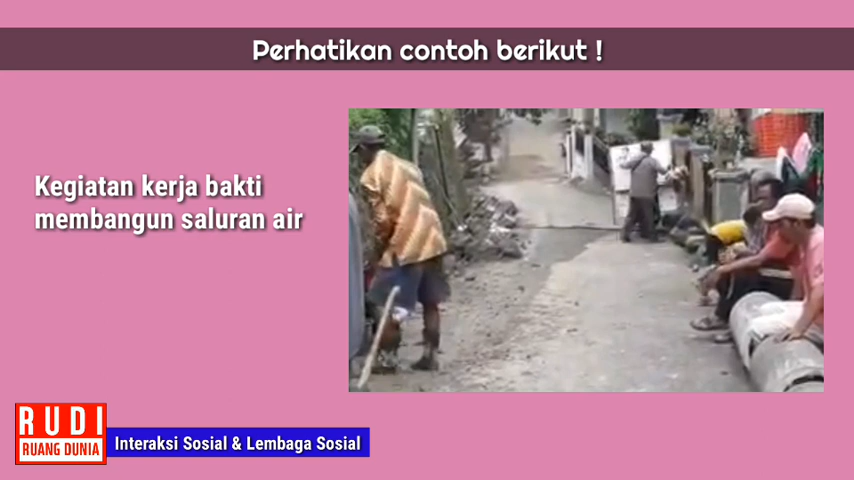 Perhatikan contoh berikut !
Kegiatan kerja bakti
membangun saluran air
RUDI
RUANG DUNIA
Interaksi Sosial & Lembaga Sosial